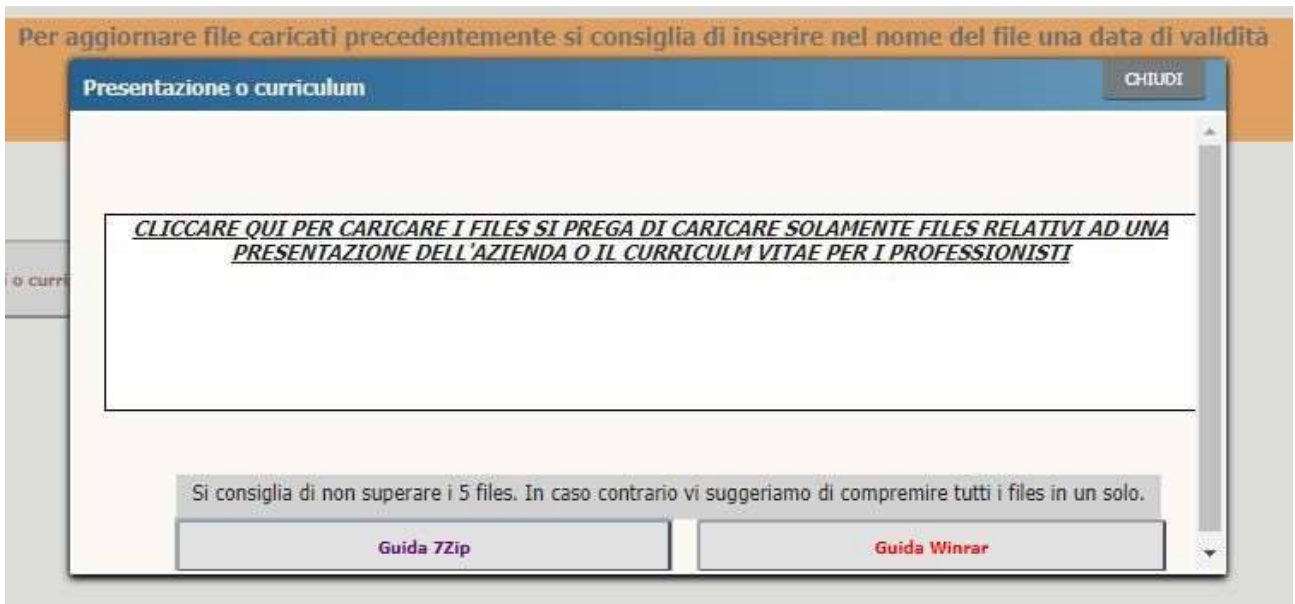 Per aggiornare file caricati precedentemente si consiglia di inserire nel nome del file una data di validità
Presentazione o curriculum
CHIUDI
CLICCARE QUI PER CARICARE I FILES SI PREGA DI CARICARE SOLAMENTE FILES RELATIVI AD UNA
PRESENTAZIONE DELL'AZIENDA O IL CURRICULM VITAE PER I PROFESSIONISTI
o curri
Si consiglia di non superare i 5 files. In caso contrario vi suggeriamo di compremire tutti i files in un solo.
Guida 7Zip
Guida Winrar